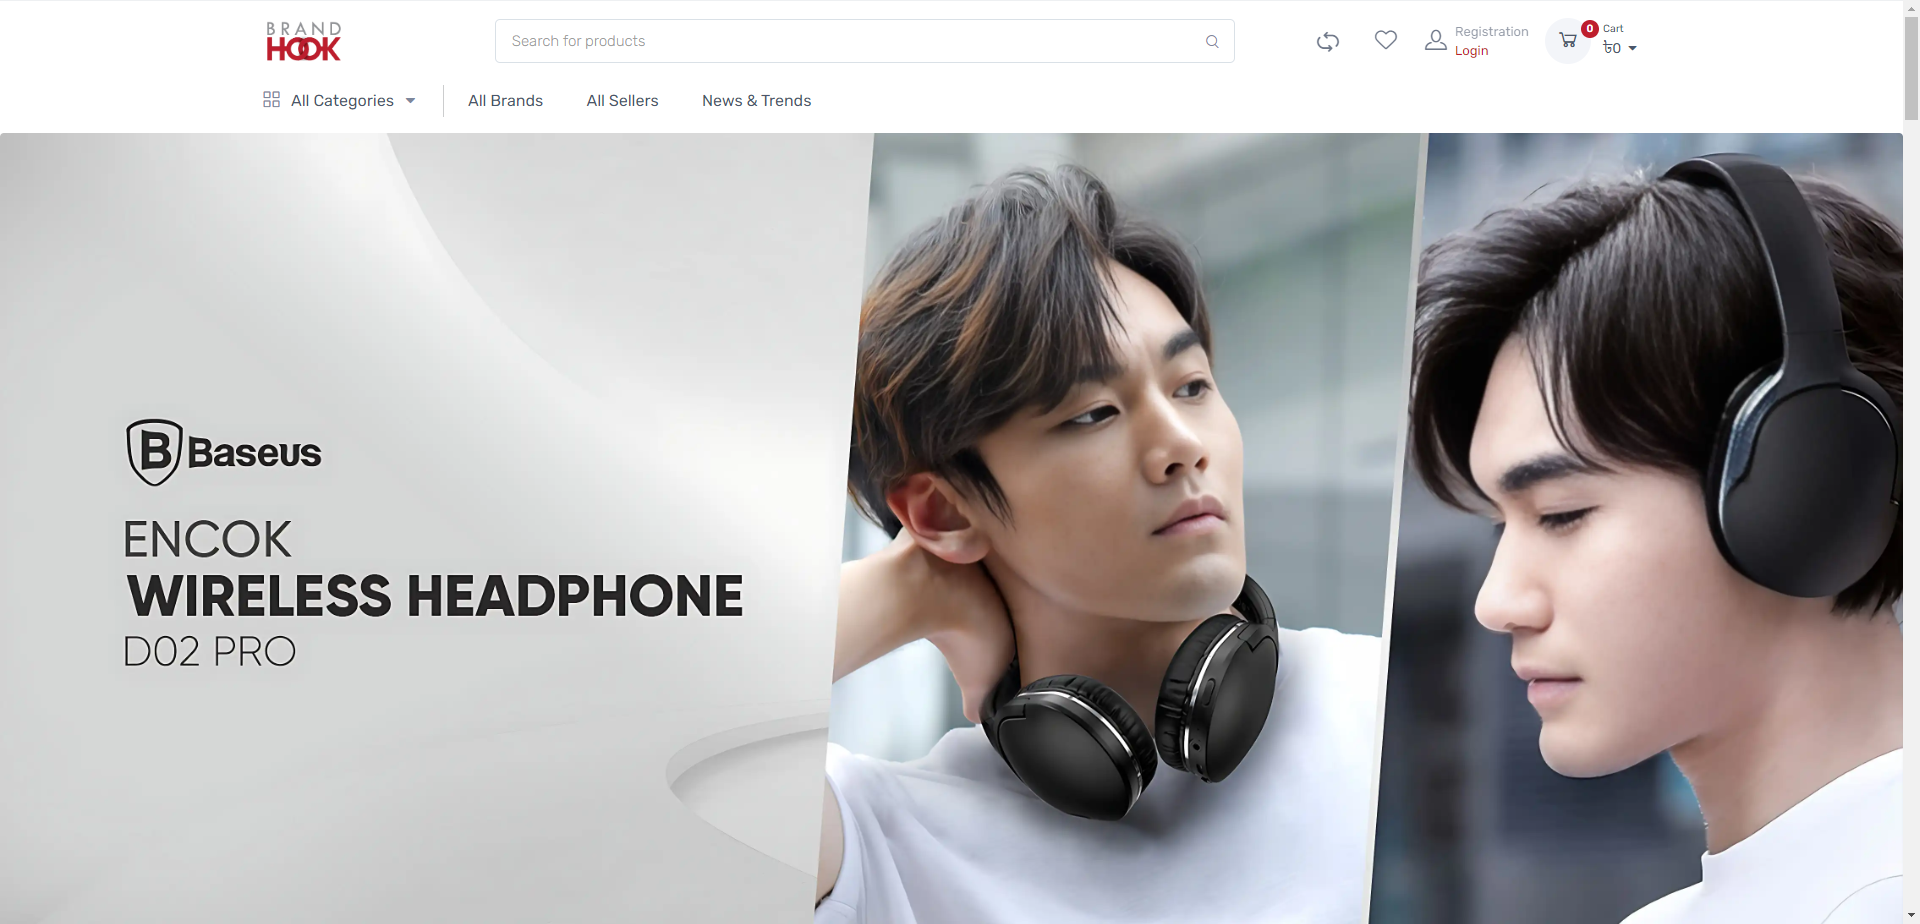 BRAND
HOOK
Search for products
Registration
Login
0
Cart
৳0
All Categories
All Brands
All Sellers
News & Trends
B Baseus
ENCOK
WIRELESS HEADPHONE
D02 PRO